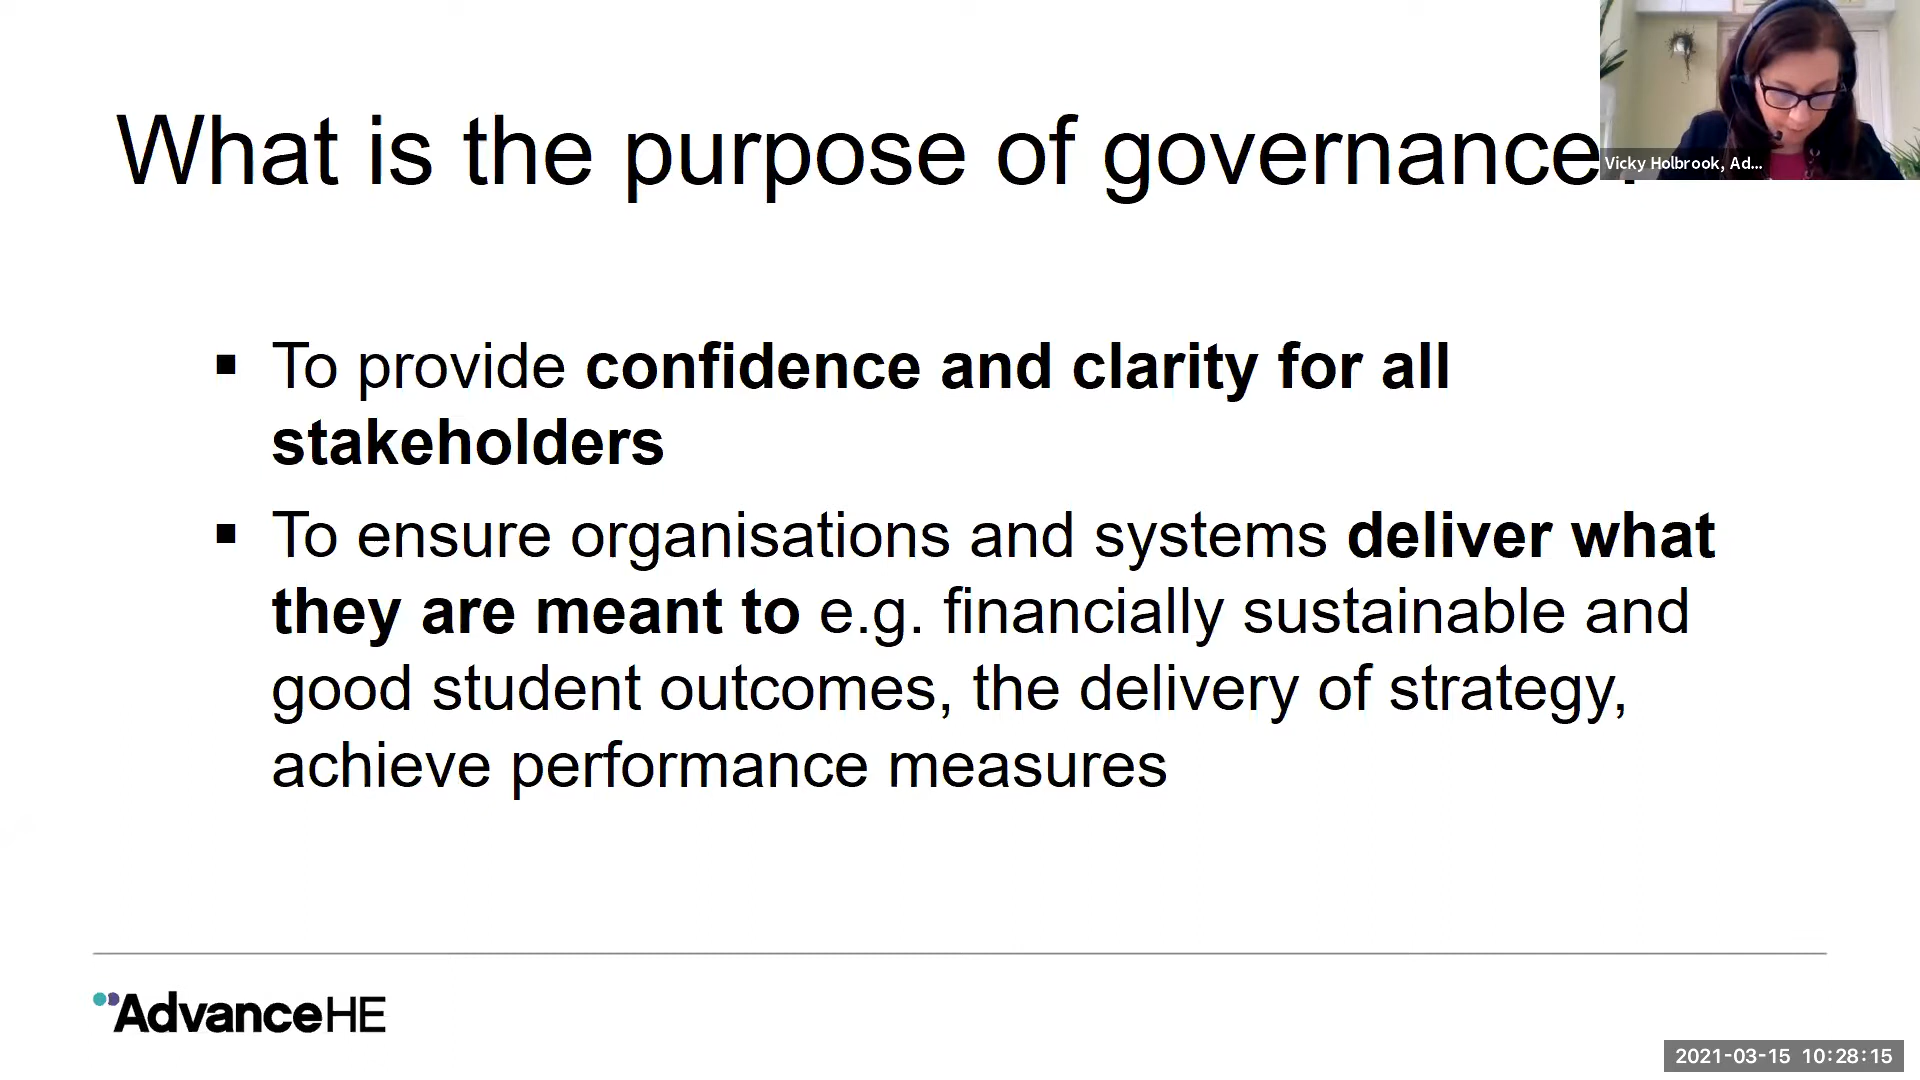 What is the purpose of governance
Vicky Holbrook, Ad...
▪ To provide confidence and clarity for all
stakeholders
▪ To ensure organisations and systems deliver what
they are meant to e.g. financially sustainable and
good student outcomes, the delivery of strategy,
achieve performance measures
AdvanceHE
2021-03-15 10:28:15